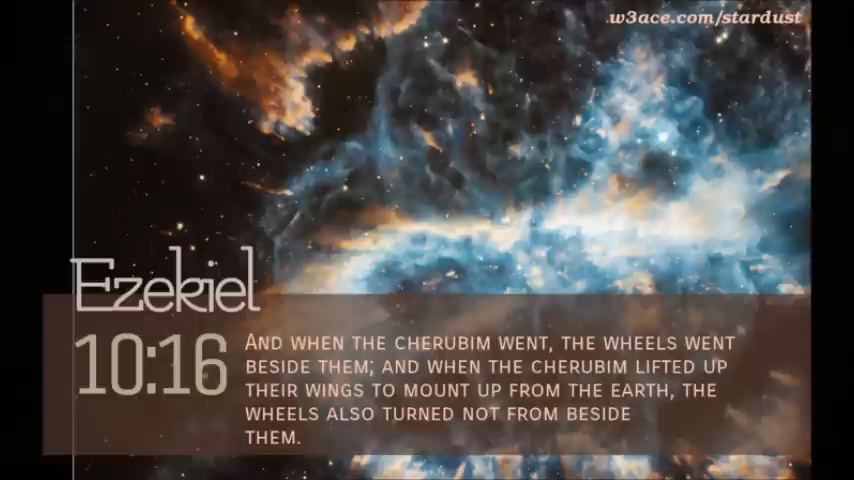 w3ace.com/stardust
Ezekiel
10:16
And when the cherubim went, the wheels went
beside them; and when the cherubim lifted up
their wings to mount up from the earth, the
wheels also turned not from beside
them.